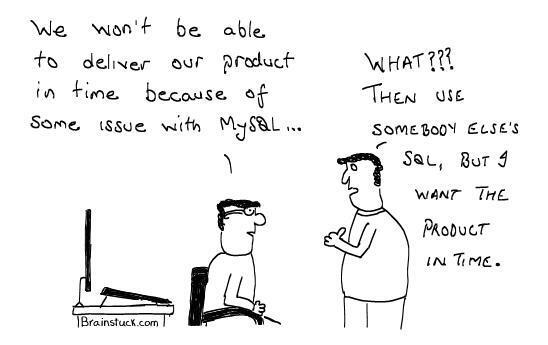 We won't be able
to deliver our product
in time because of
some issue with MySQL...
WHAT???
THEN USE
SOMEBODY ELSE'S
SQL, BUT I
WANT THE
PRODUCT
IN TIME.
Brainstuck.com